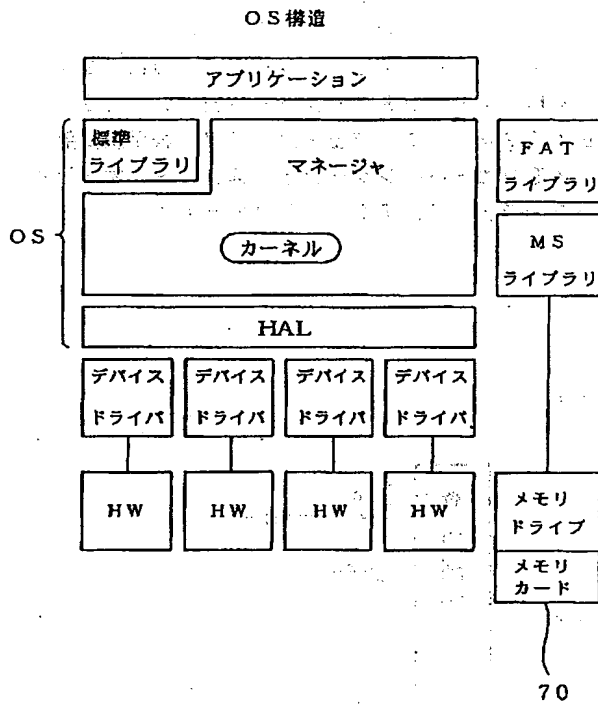 OS構造
アプリケーション
標準
ライブラリ
マネージャ
カーネル
OS
HAL
FAT
ライブラリ
MS
ライブラリ
デバイス
ドライバ
デバイス
ドライバ
デバイス
ドライバ
デバイス
ドライバ
HW
HW
HW
HW
メモリ
ドライブ
メモリ
カード
70